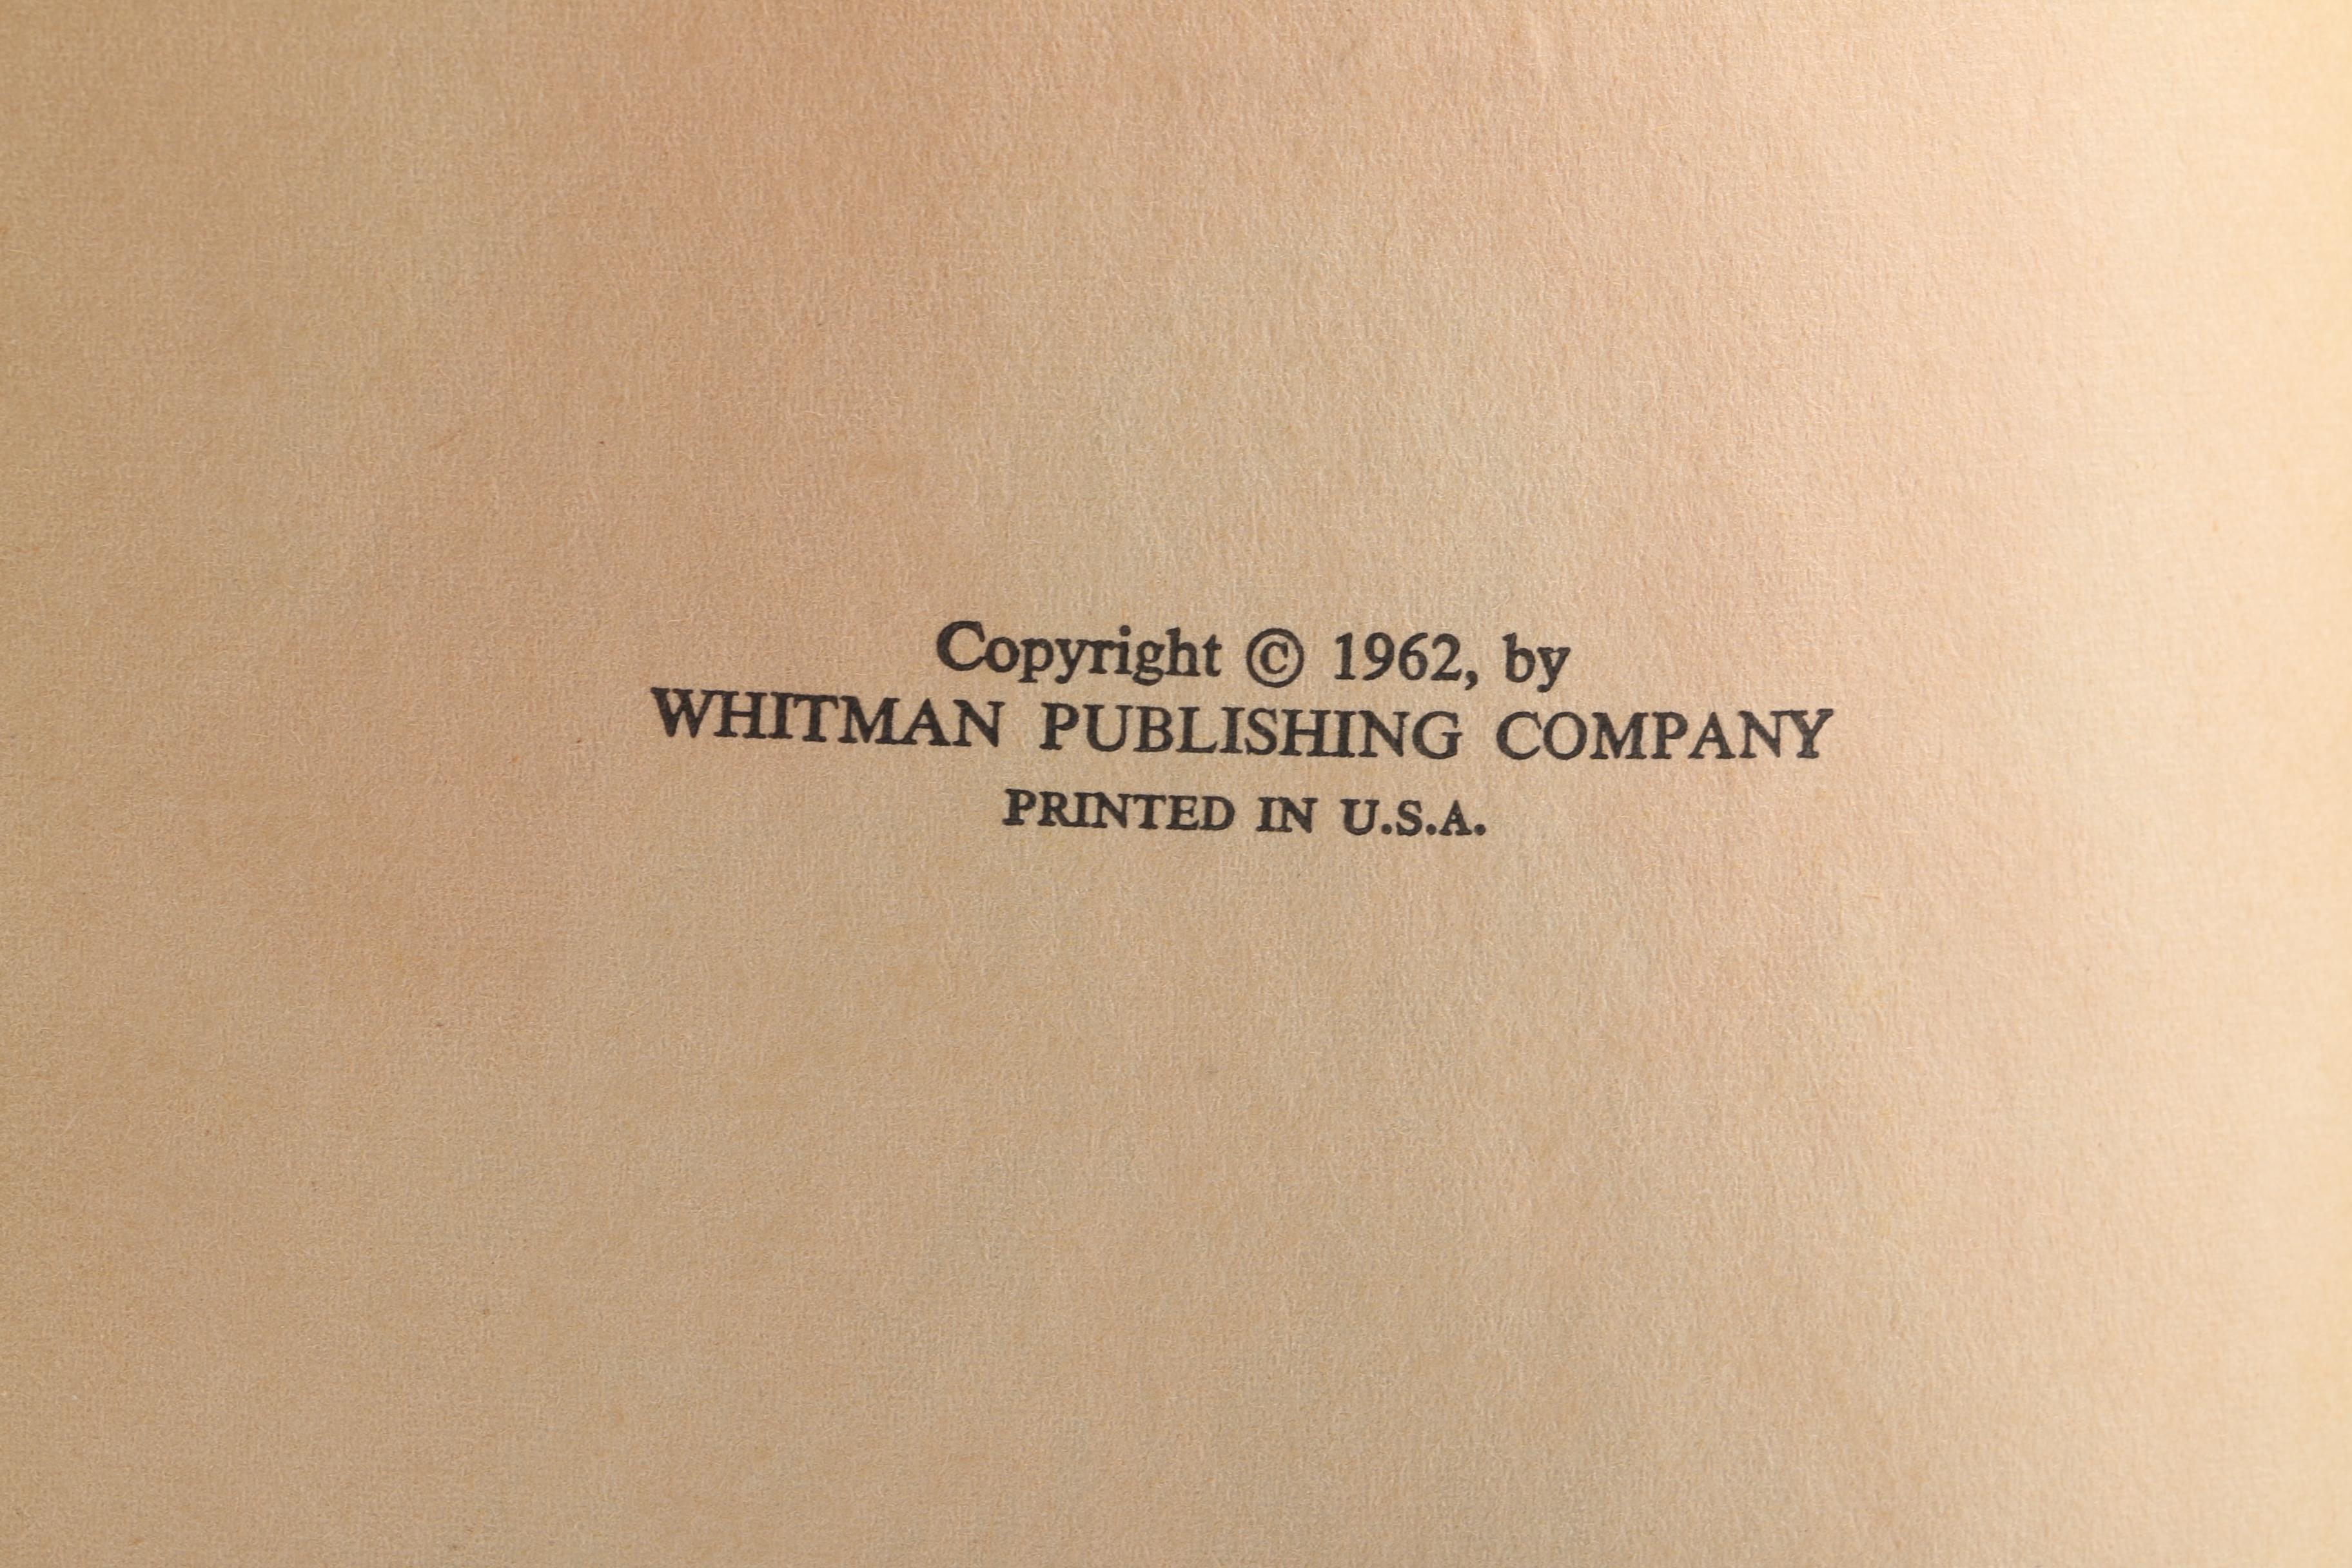 Copyright © 1962, by
WHITMAN PUBLISHING COMPANY
PRINTED IN U.S.A.